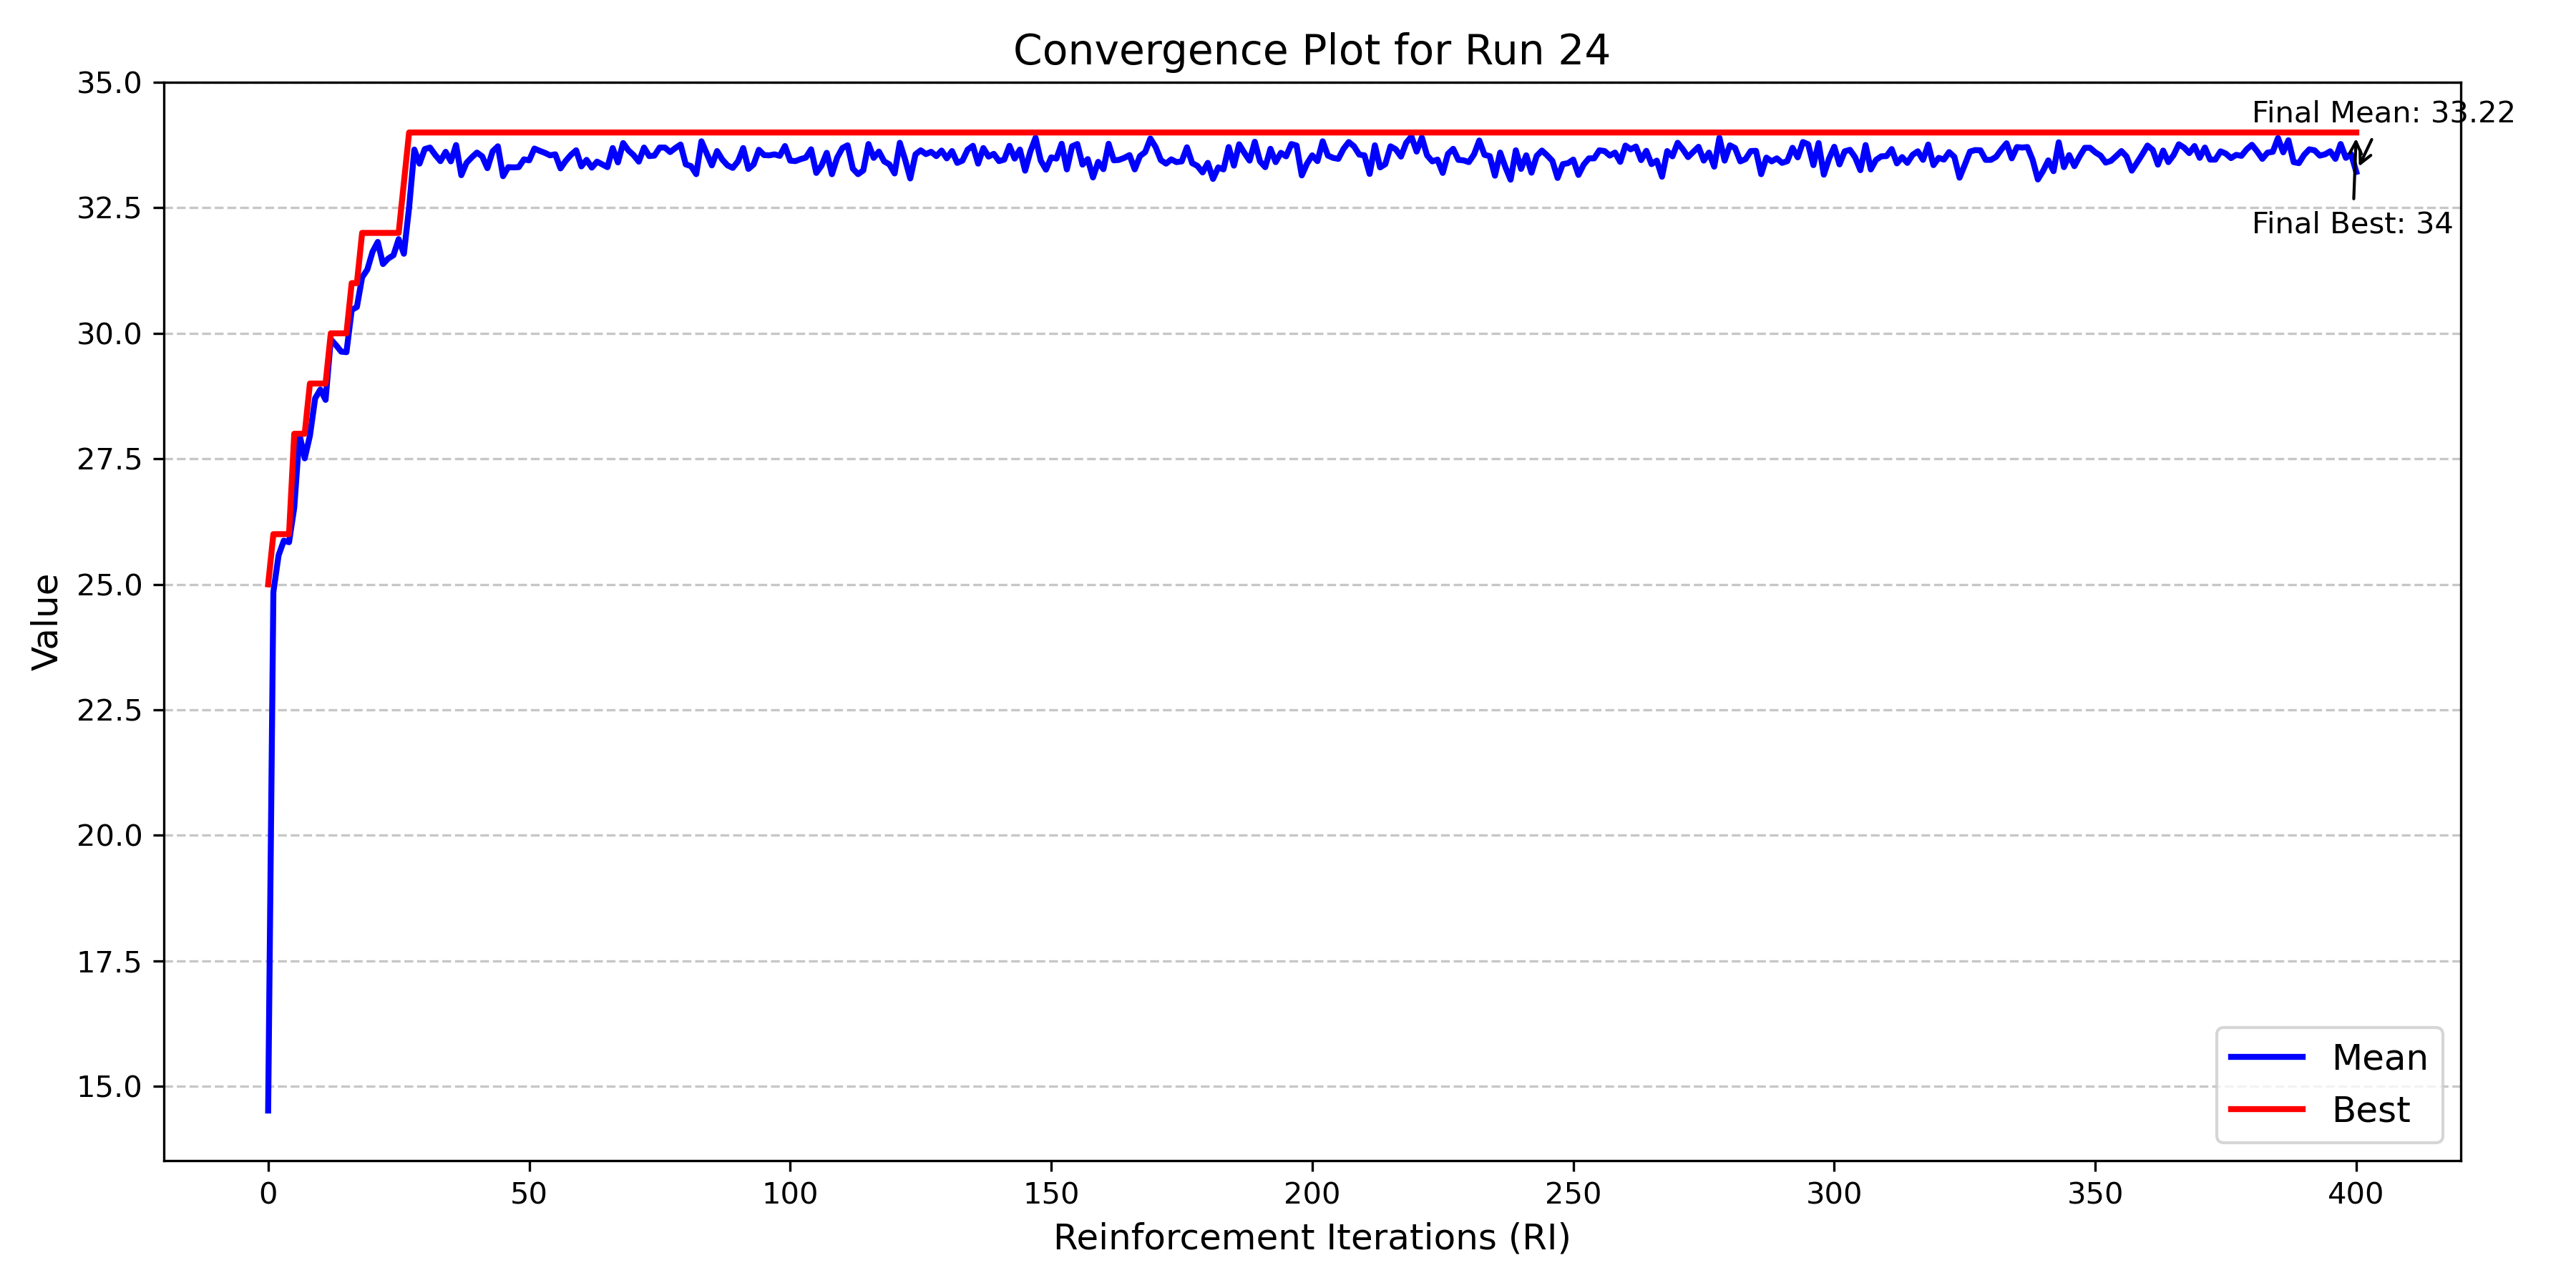 Convergence Plot for Run 24
35.0
32.5
30.0
27.5
25.0
22.5
20.0
17.5
15.0
Value
Final Mean: 33.22
Final Best: 34
Mean
Best
0 50 100 150 200 250 300 350 400
Reinforcement Iterations (RI)